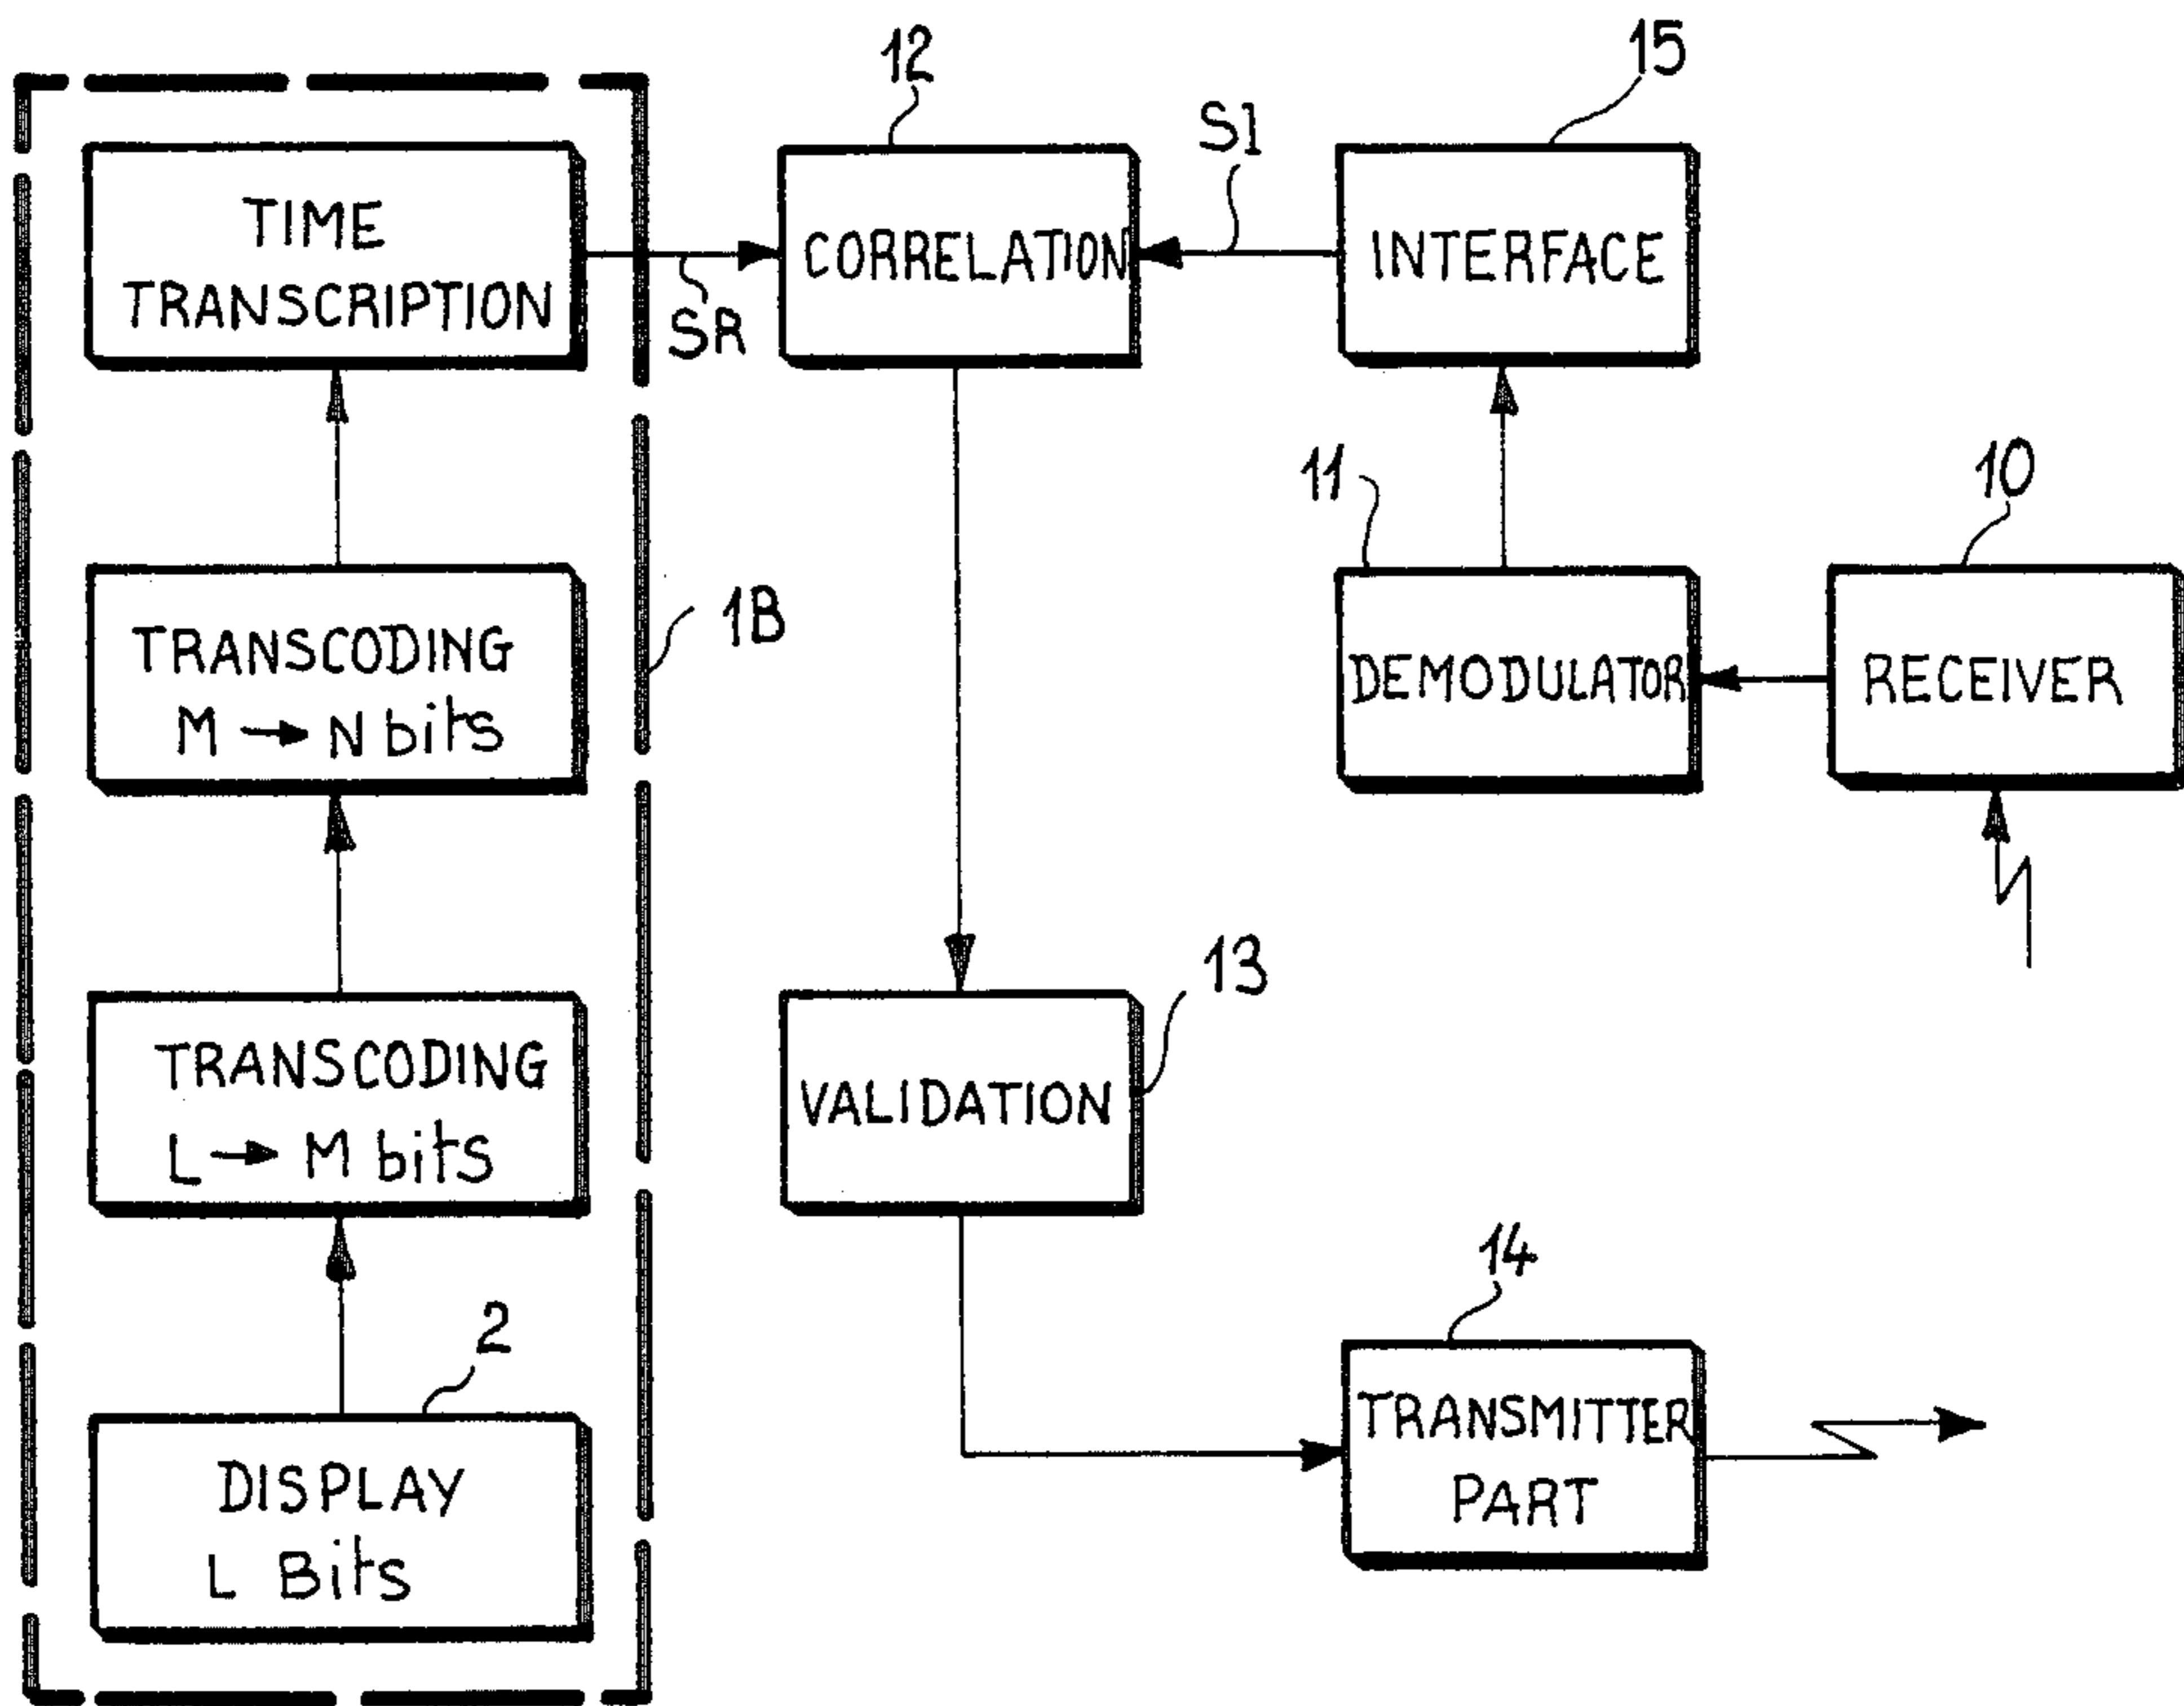 12
15
TIME
TRANSCRIPTION
SR
CORRELATION
S1
INTERFACE
TRANSCODING
M → N bits
1B
11
DEMODULATOR
10
RECEIVER
TRANSCODING
L → M bits
13
VALIDATION
2
DISPLAY
L Bits
14
TRANSMITTER
PART